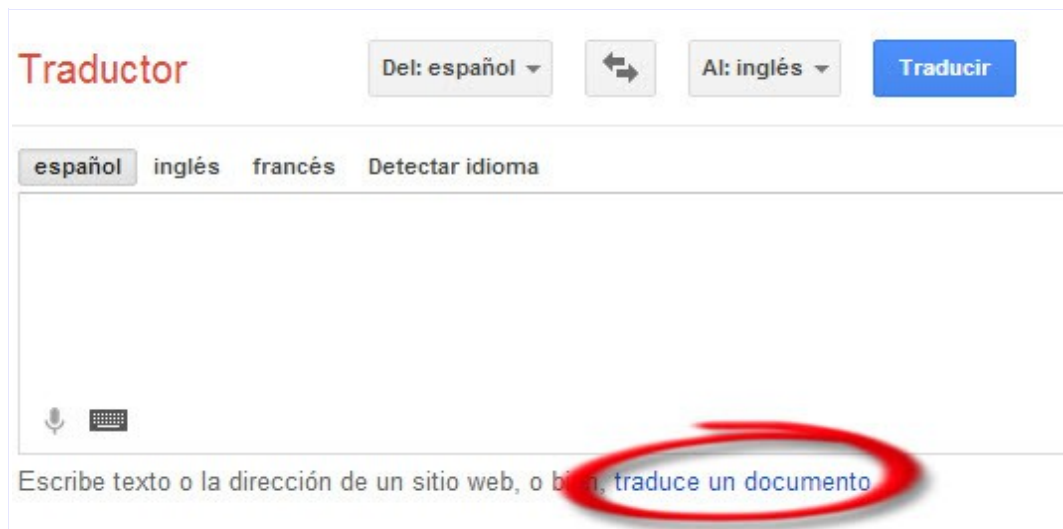 Traductor
Del: español
Al: inglés
Traducir
español inglés francés Detectar idioma
Escribe texto o la dirección de un sitio web, o bien, traduce un documento